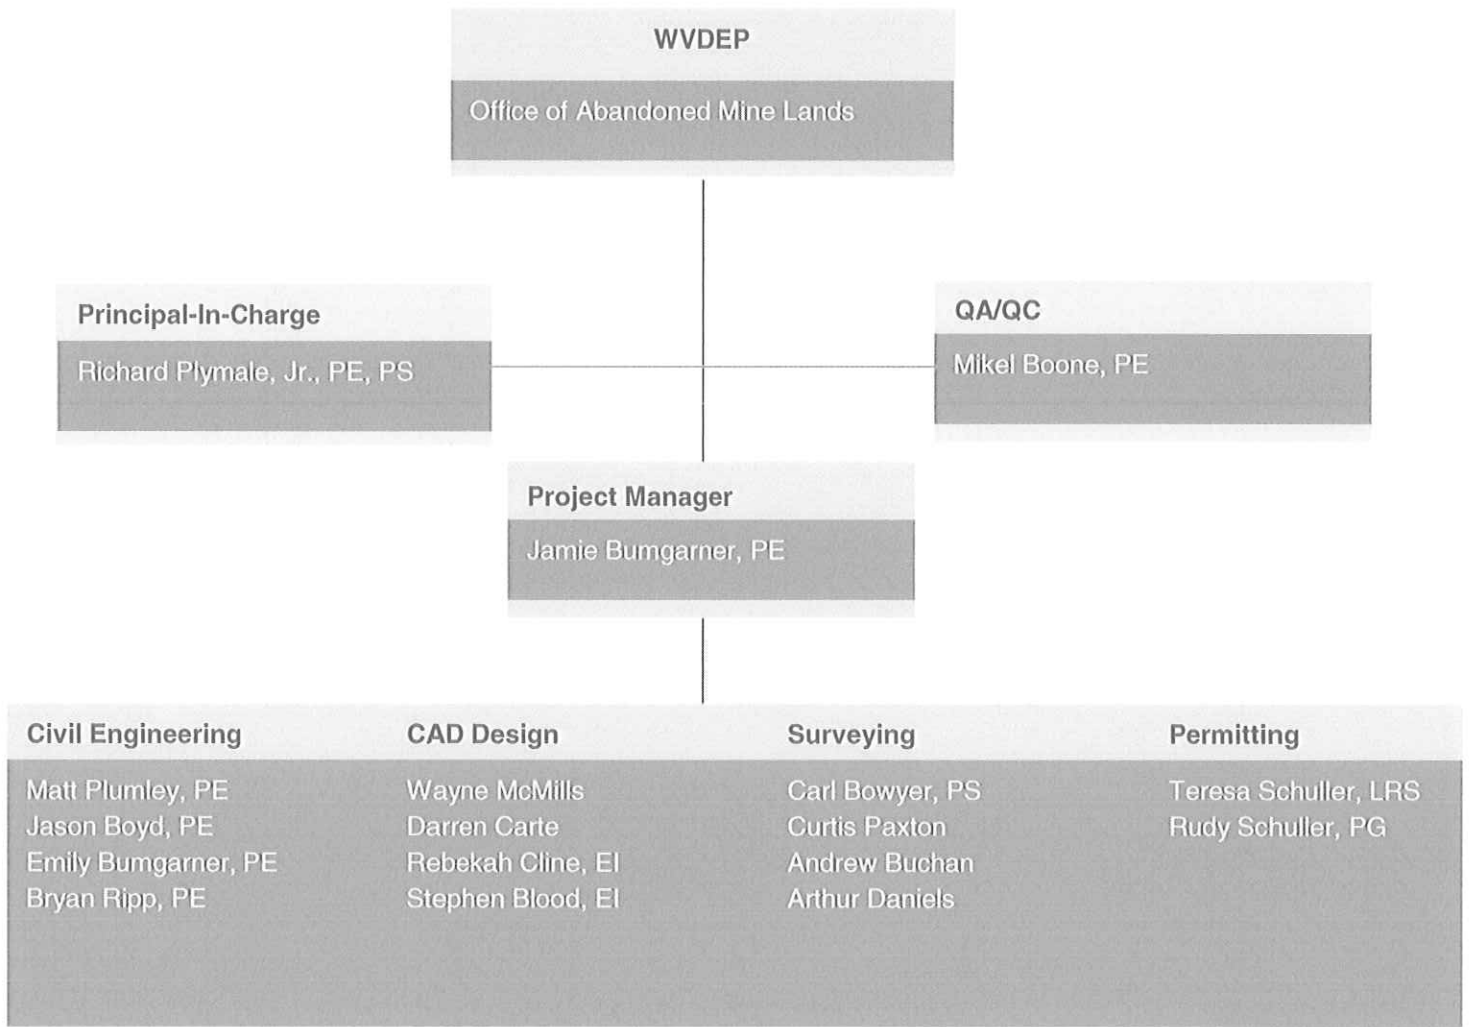 WVDEP
Office of Abandoned Mine Lands
Principal-In-Charge
Richard Plymale, Jr., PE, PS
QA/QC
Mikel Boone, PE
Project Manager
Jamie Bumgarner, PE
Civil Engineering
Matt Plumley, PE
Jason Boyd, PE
Emily Bumgarner, PE
Bryan Ripp, PE
CAD Design
Wayne McMills
Darren Carte
Rebekah Cline, EI
Stephen Blood, EI
Surveying
Carl Bowyer, PS
Curtis Paxton
Andrew Buchan
Arthur Daniels
Permitting
Teresa Schuller, LRS
Rudy Schuller, PG